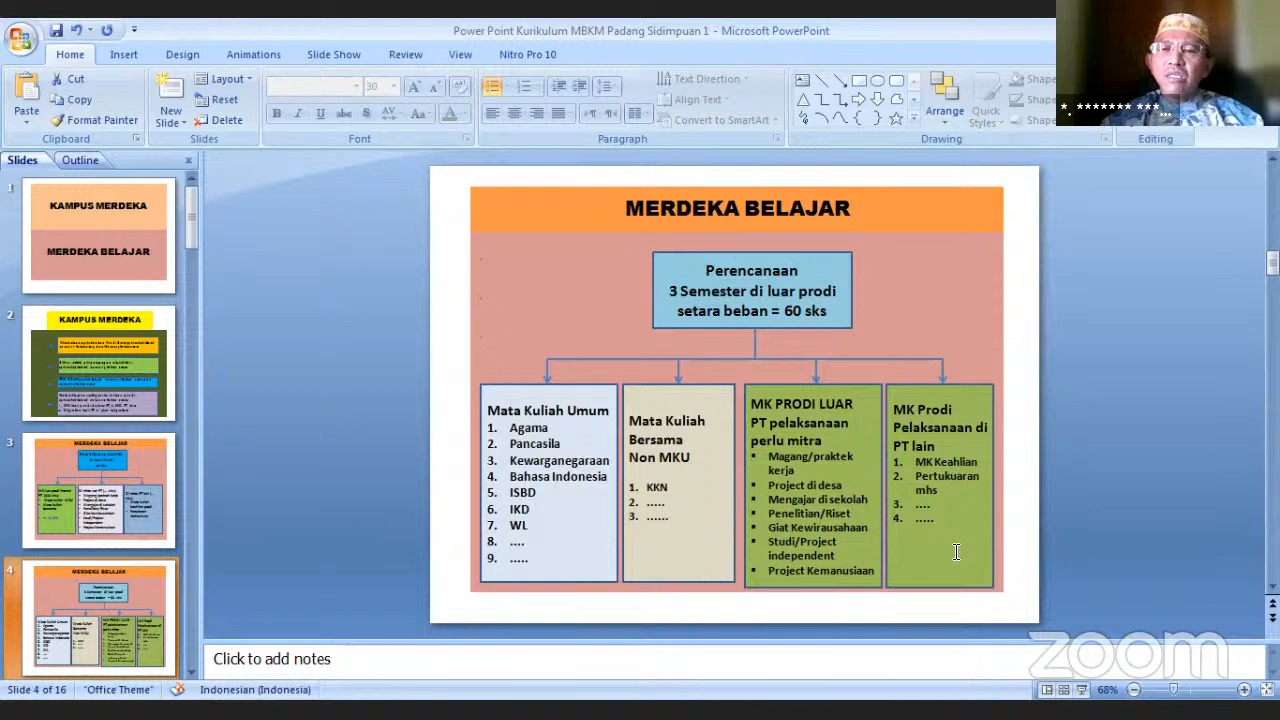 Power Point Kurikulum MBKM Padang Sidimpuan 1 - Microsoft PowerPoint
Home Insert Design Slide Show Animations Review View Nitro Pro 10
Paste
Cut
Copy
Format Painter
Clipboard
New
Slide
Layout
Reset
Delete
Slides
30
Font
Text Direction
Align Text
Convert to SmartArt
Paragraph
Arrange
Quick
Styles
Shape
Drawing
Editing
*. ******* ***
...
Slides Outline
1
KAMPUS MERDEKA
MERDEKA BELAJAR
2
KAMPUS MERDEKA
3
MERDEKA BELAJAR
4
MERDEKA BELAJAR
MERDEKA BELAJAR
Perencanaan
3 Semester di luar prodi
setara beban = 60 sks
Mata Kuliah Umum
1. Agama
2. Pancasila
3. Kewarganegaraan
4. Bahasa Indonesia
5. ISBD
6. IKD
7. WL
8. ....
9. .....
Mata Kuliah
Bersama
Non MKU
1. KKN
2. .....
3. ......
MK PRODI LUAR
PT pelaksanaan
perlu mitra
▪ Magang/praktek
kerja
▪ Project di desa
▪ Mengajar di sekolah
▪ Penelitian/Riset
▪ Giat Kewirausahaan
▪ Studi/Project
independent
▪ Project Kemanusiaan
MK Prodi
Pelaksanaan di
PT lain
1. MK Keahlian
2. Pertukuaran
mhs
3. ....
4. .....
Click to add notes
zoom
Slide 4 of 16 "Office Theme" Indonesian (Indonesia) 68%